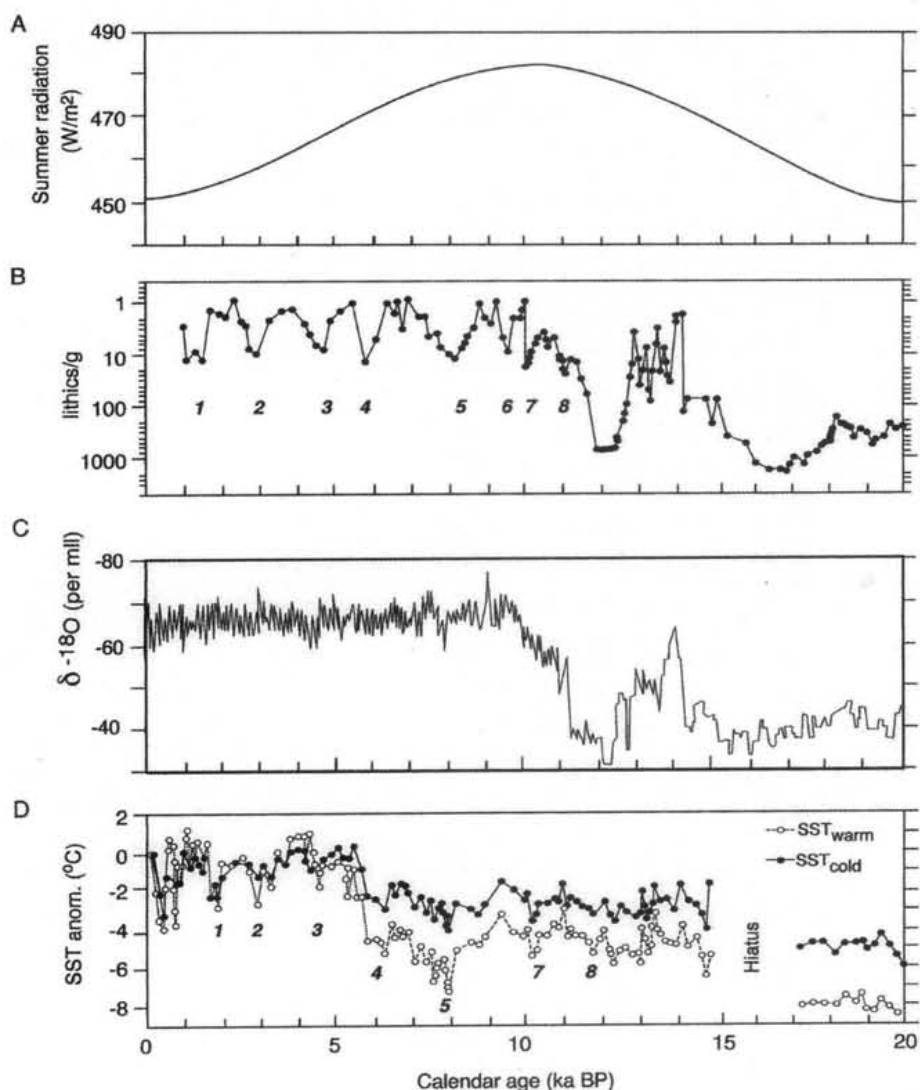 A
Summer radiation
(W/m²)
490
470
450
B
lithics/g
1
10
100
1000
1 2 3 4 5 6 7 8
C
δ -18O (per mil)
-80
-60
-40
D
SST anom. (°C)
2
0
-2
-4
-6
-8
SSTwarm
SSTcold
1 2 3
4 5 7 8
Hiatus
0 5 10 15 20
Calendar age (ka BP)